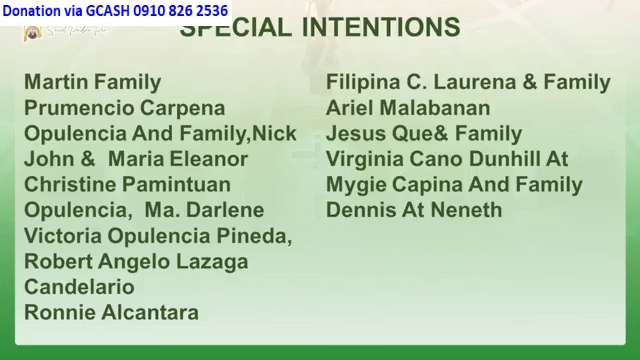 Donation via GCASH 0910 826 2536
SPECIAL INTENTIONS
Martin Family
Prumencio Carpena
Opulencia And Family,Nick
John &  Maria Eleanor
Christine Pamintuan
Opulencia,  Ma. Darlene
Victoria Opulencia Pineda,
Robert Angelo Lazaga
Candelario
Ronnie Alcantara
Filipina C. Laurena & Family
Ariel Malabanan
Jesus Que& Family
Virginia Cano Dunhill At
Mygie Capina And Family
Dennis At Neneth